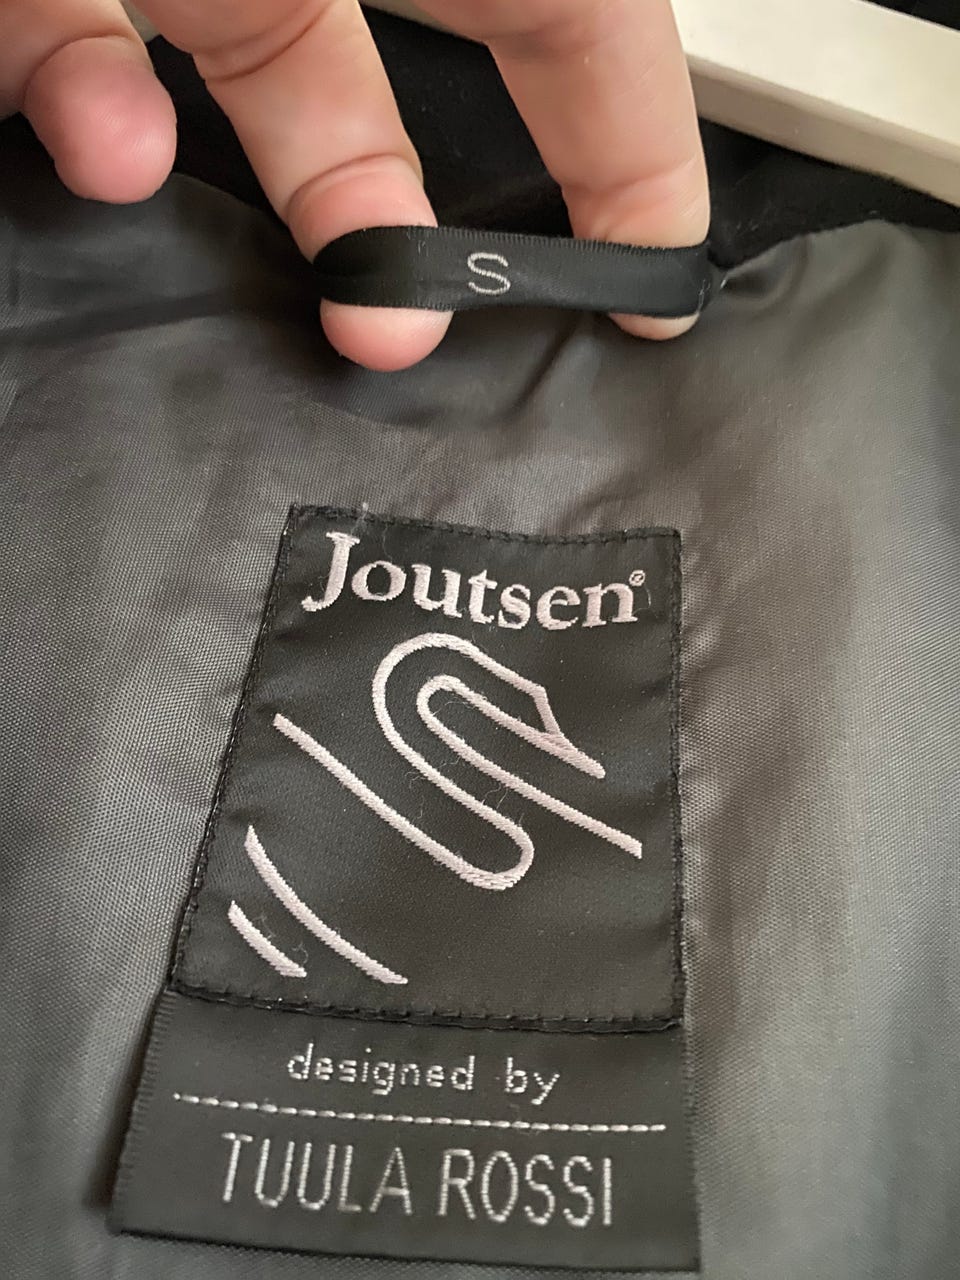 S
Joutsen®
designed by
TUULA ROSSI